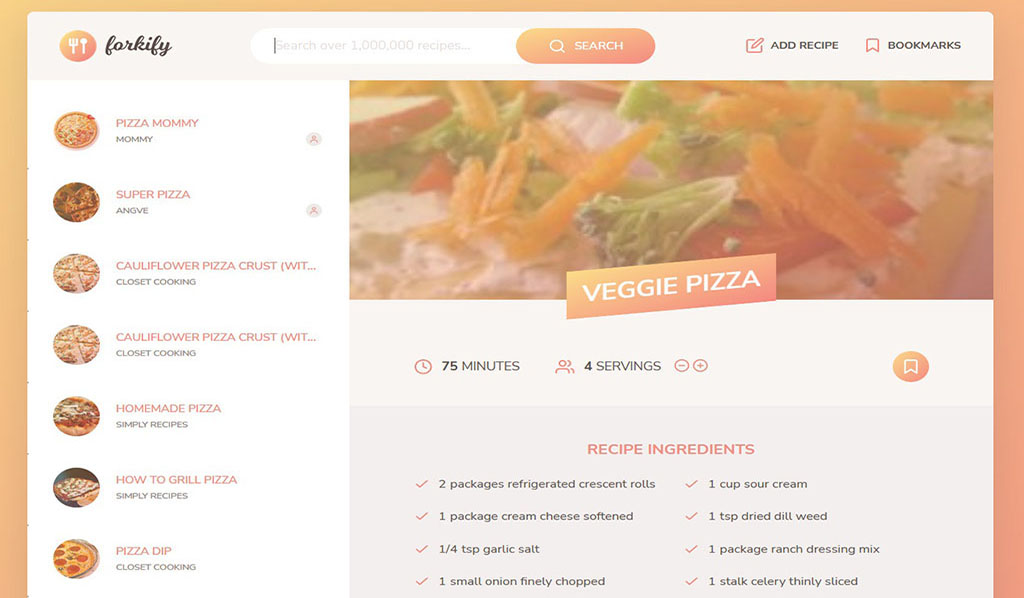 forkify
Search over 1,000,000 recipes...
SEARCH
ADD RECIPE
BOOKMARKS
PIZZA MOMMY
MOMMY
SUPER PIZZA
ANGVE
CAULIFLOWER PIZZA CRUST (WIT...
CLOSET COOKING
CAULIFLOWER PIZZA CRUST (WIT...
CLOSET COOKING
HOMEMADE PIZZA
SIMPLY RECIPES
HOW TO GRILL PIZZA
SIMPLY RECIPES
PIZZA DIP
CLOSET COOKING
VEGGIE PIZZA
75 MINUTES
4 SERVINGS
RECIPE INGREDIENTS
2 packages refrigerated crescent rolls
1 cup sour cream
1 package cream cheese softened
1 tsp dried dill weed
1/4 tsp garlic salt
1 package ranch dressing mix
1 small onion finely chopped
1 stalk celery thinly sliced